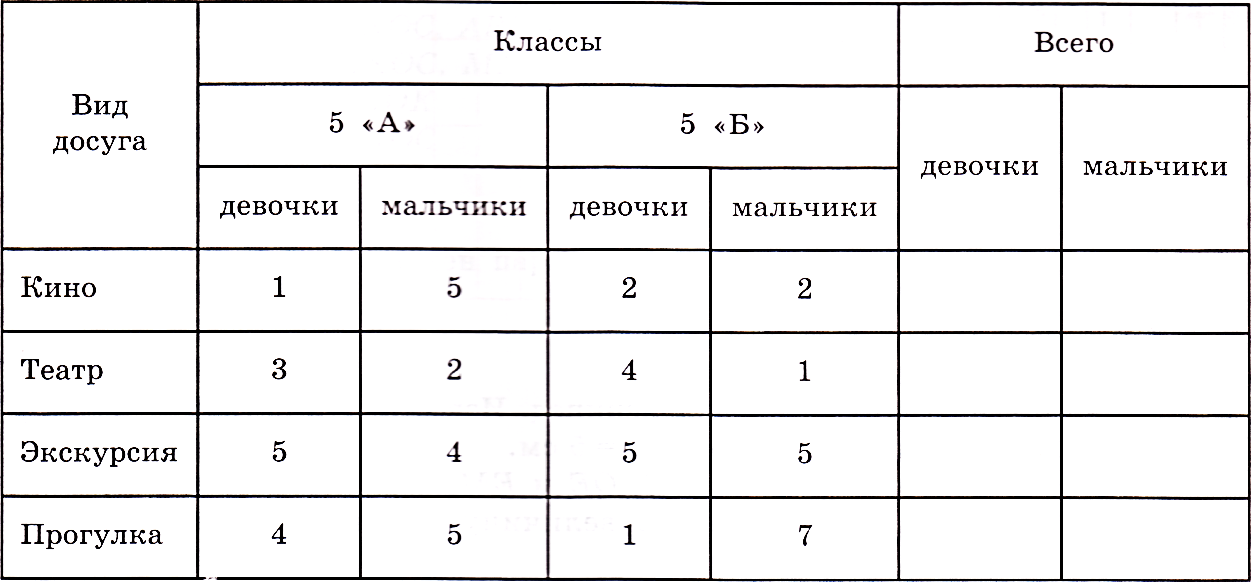 Вид досуга Классы Всего
5 «А» 5 «Б» девочки мальчики
девочки мальчики девочки мальчики
Кино 1 5 2 2
Театр 3 2 4 1
Экскурсия 5 4 5 5
Прогулка 4 5 1 7